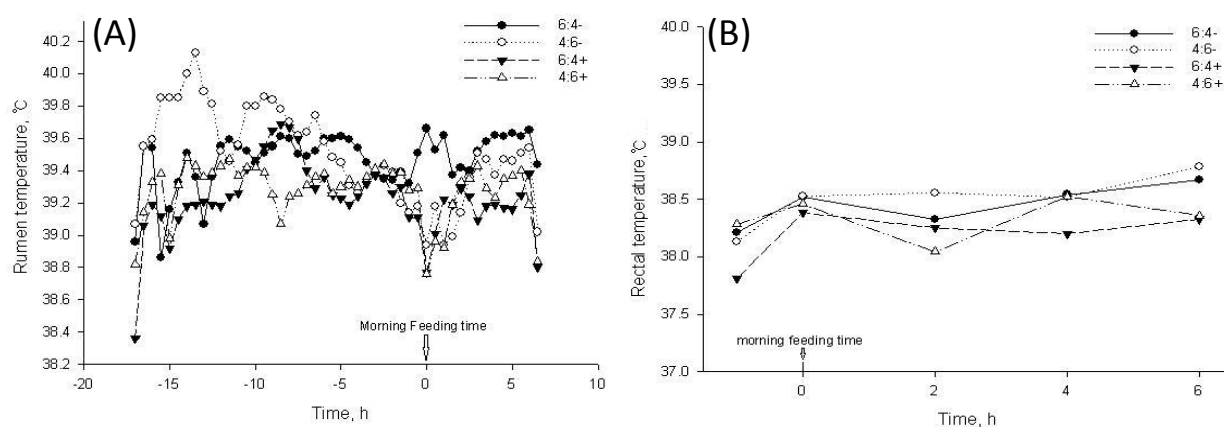 (A)
6:4-
4:6-
6:4+
4:6+
Rumen temperature, ℃
40.2
40.0
39.8
39.6
39.4
39.2
39.0
38.8
38.6
38.4
38.2
Morning Feeding time
-20 -15 -10 -5 0 5 10
Time, h
(B)
6:4-
4:6-
6:4+
4:6+
Rectal temperature, ℃
40.0
39.5
39.0
38.5
38.0
37.5
37.0
morning feeding time
0 2 4 6
Time, h